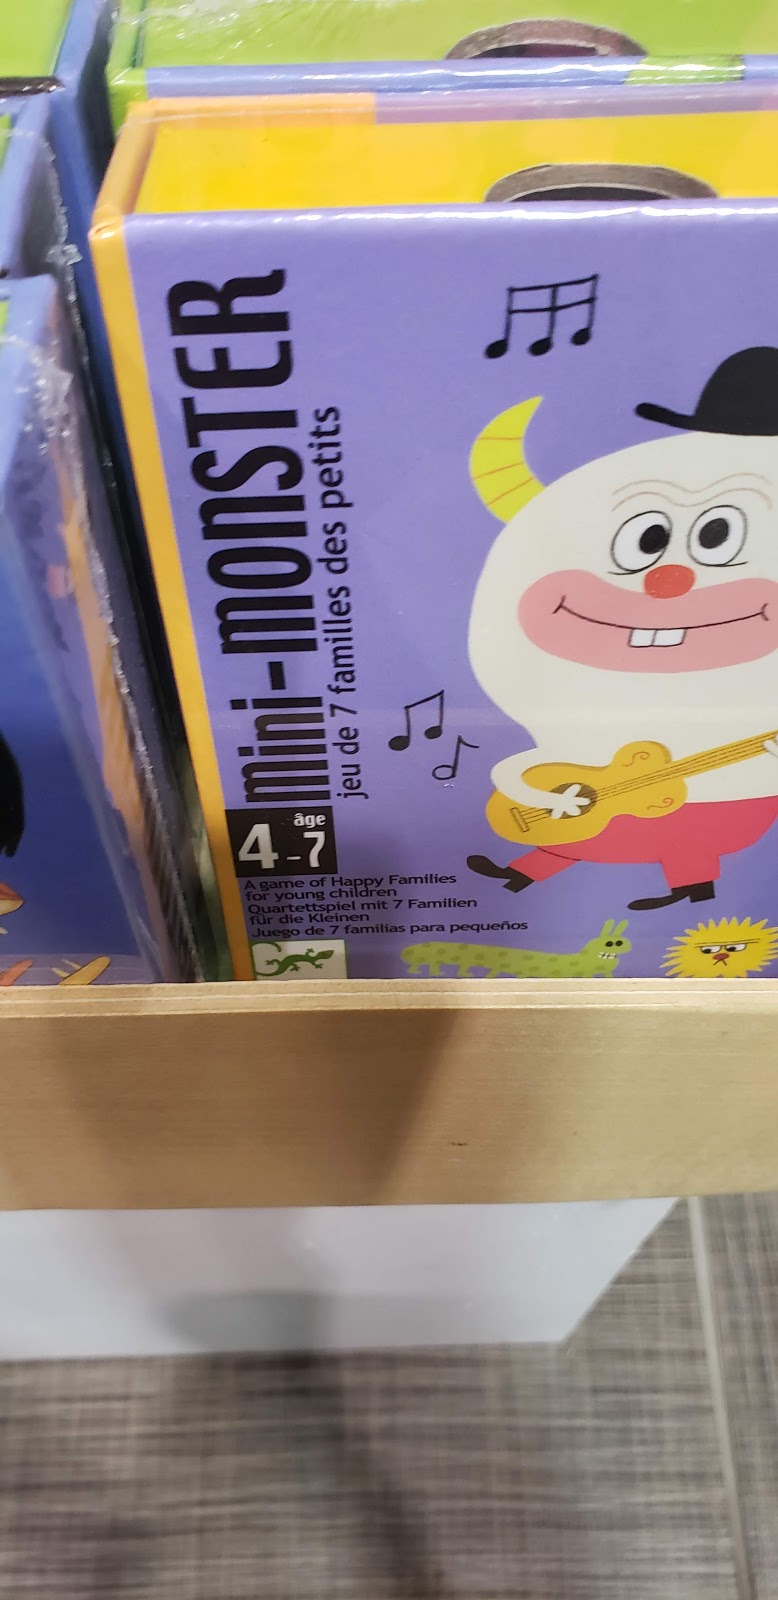 mini-monster
jeu de 7 familles des petits
âge
4-7
A game of Happy Families
for young children
Quartettspiel mit 7 Familien
für die Kleinen
Juego de 7 familias para pequeños